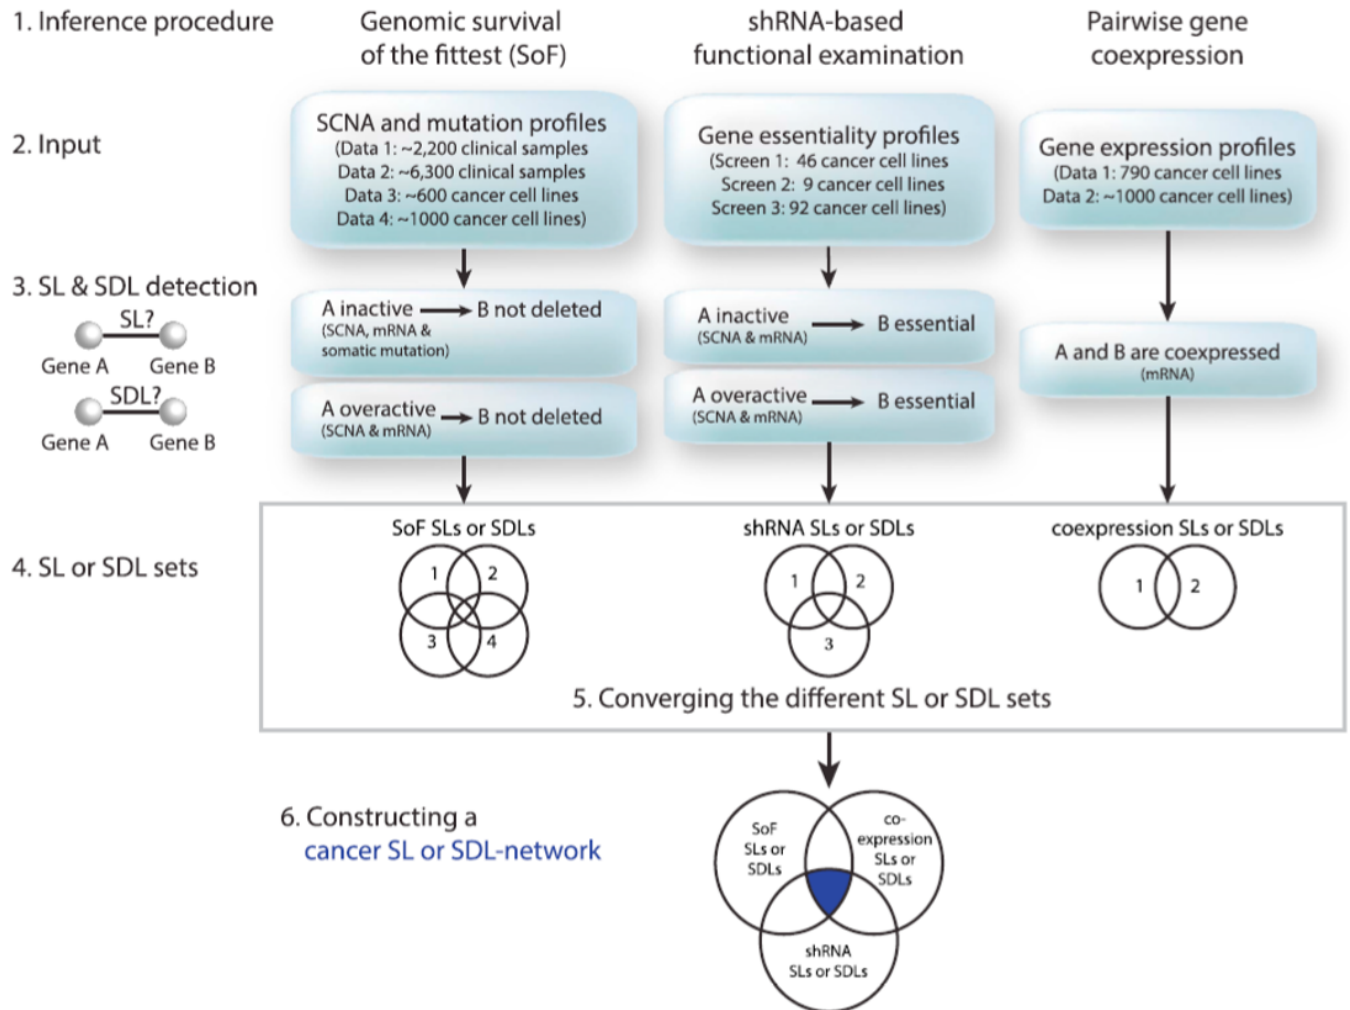 1. Inference procedure
Genomic survival
of the fittest (SoF)
shRNA-based
functional examination
Pairwise gene
coexpression
2. Input
SCNA and mutation profiles
(Data 1: ~2,200 clinical samples
Data 2: ~6,300 clinical samples
Data 3: ~600 cancer cell lines
Data 4: ~1000 cancer cell lines)
Gene essentiality profiles
(Screen 1: 46 cancer cell lines
Screen 2: 9 cancer cell lines
Screen 3: 92 cancer cell lines)
Gene expression profiles
(Data 1: 790 cancer cell lines
Data 2: ~1000 cancer cell lines)
3. SL & SDL detection
SL?
Gene A Gene B
SDL?
Gene A Gene B
A inactive B not deleted
(SCNA, mRNA &
somatic mutation)
A overactive B not deleted
(SCNA & mRNA)
A inactive B essential
(SCNA & mRNA)
A overactive B essential
(SCNA & mRNA)
A and B are coexpressed
(mRNA)
4. SL or SDL sets
SoF SLs or SDLs
1 2
3 4
shRNA SLs or SDLs
1 2
3
coexpression SLs or SDLs
1 2
5. Converging the different SL or SDL sets
6. Constructing a
cancer SL or SDL-network
SoF
SLs or
SDLs
co-
expression
SLs or
SDLs
shRNA
SLs or SDLs